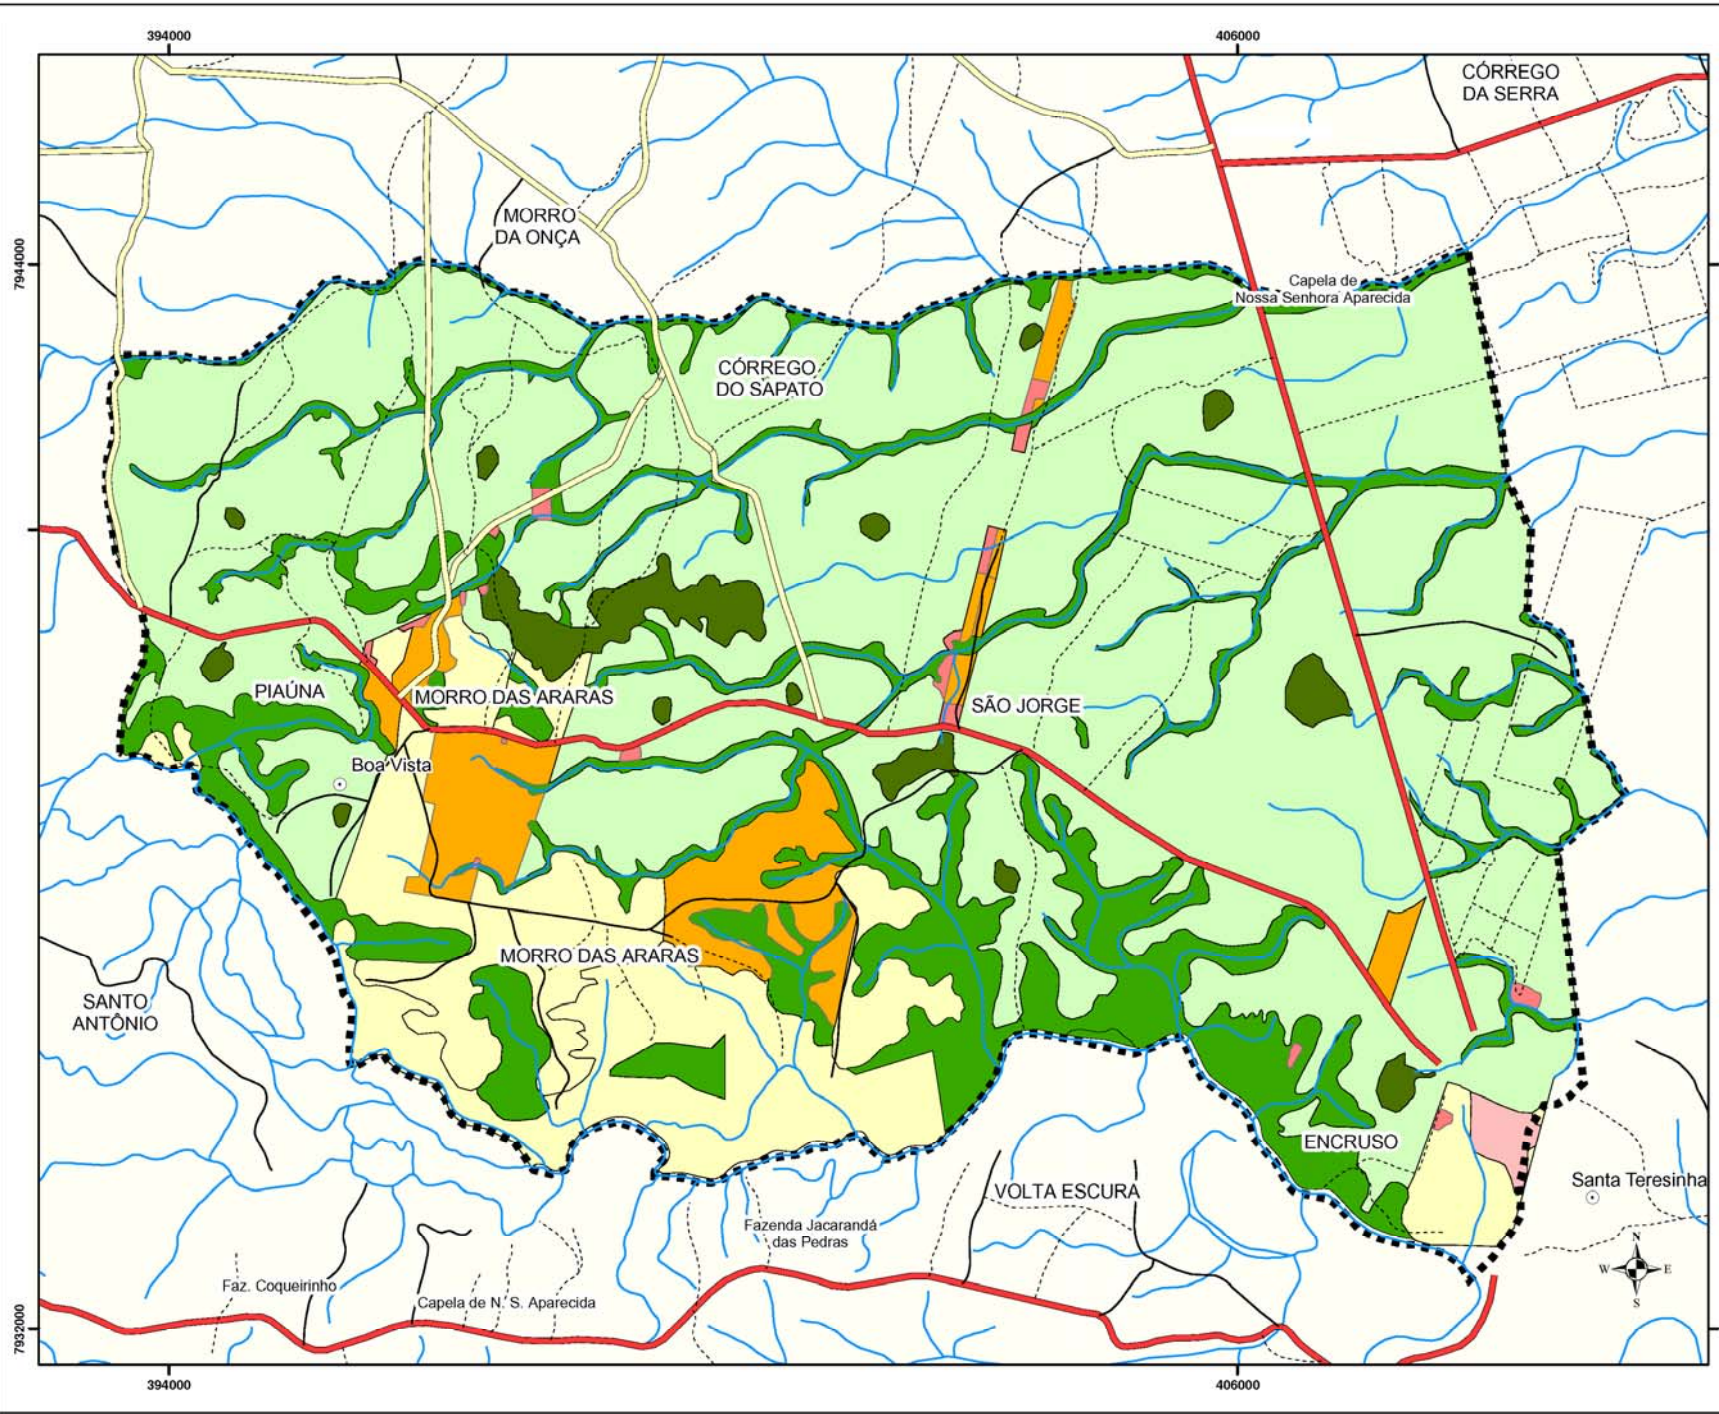 394000
406000
CÓRREGO
DA SERRA
MORRO
DA ONÇA
7944000
Capela de
Nossa Senhora Aparecida
CÓRREGO
DO SAPATO
PIAÚNA
MORRO DAS ARARAS
SÃO JORGE
Boa Vista
MORRO DAS ARARAS
SANTO
ANTÔNIO
ENCRUSO
VOLTA ESCURA
Santa Teresinha
Fazenda Jacarandá
das Pedras
N
W
E
S
Faz. Coqueirinho
Capela de N. S. Aparecida
7932000
394000
406000